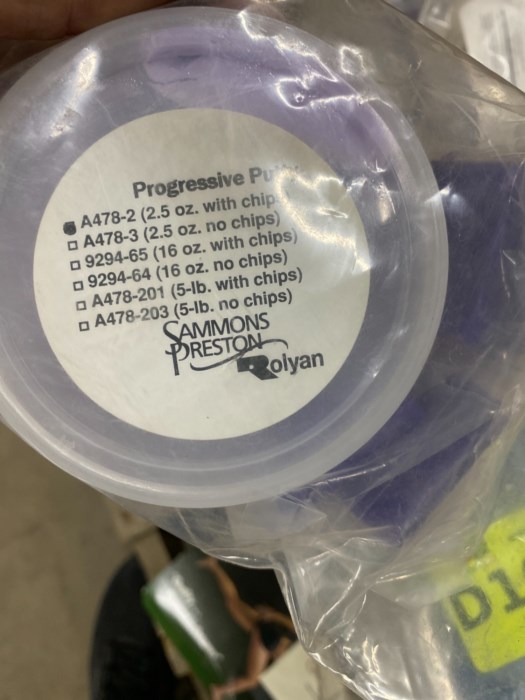 Progressive
A478-2 (2.5 oz. with chip
A478-3 (2.5 oz. no chips)
9294-65 (16 oz. with chips)
9294-64 (16 oz. no chips)
A478-201 (5-lb. with chips)
A478-203 (5-lb. no chips)
SAMMONS
PRESTON
Rolyan